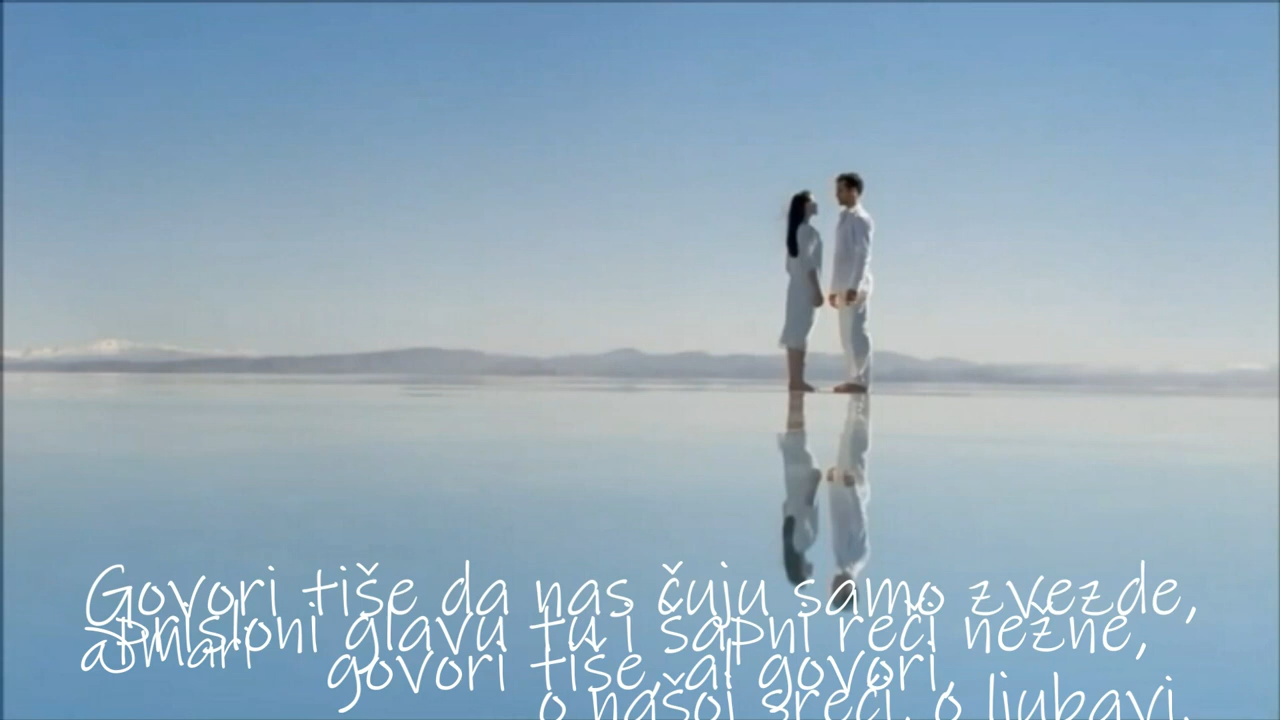 Govori tiše da nas čuju samo zvezde,
prisloni glavu tu i šapni reči nežne,
govori tiše, al govori,
o našoj sreći, o ljubavi.